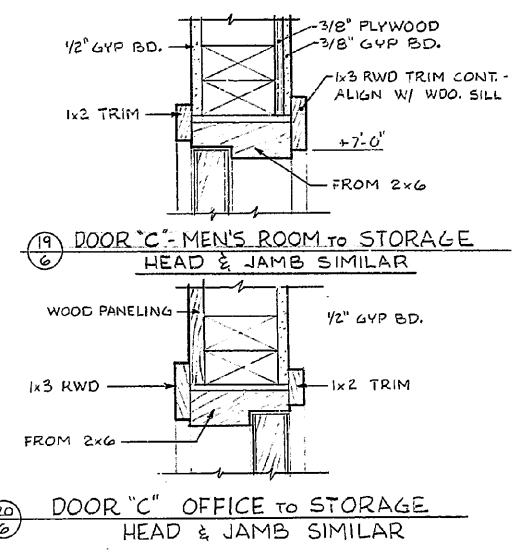 3/8" PLYWOOD
1/2" GYP BD.
3/8" GYP BD.
1x3 RWD TRIM CONT.-
ALIGN W/ WDO. SILL
1x2 TRIM
+7'-0"
FROM 2x6
19
6
DOOR "C" - MEN'S ROOM TO STORAGE
HEAD & JAMB SIMILAR
WOOD PANELING
1/2" GYP BD.
1x3 RWD
1x2 TRIM
FROM 2x6
20
6
DOOR "C" OFFICE TO STORAGE
HEAD & JAMB SIMILAR